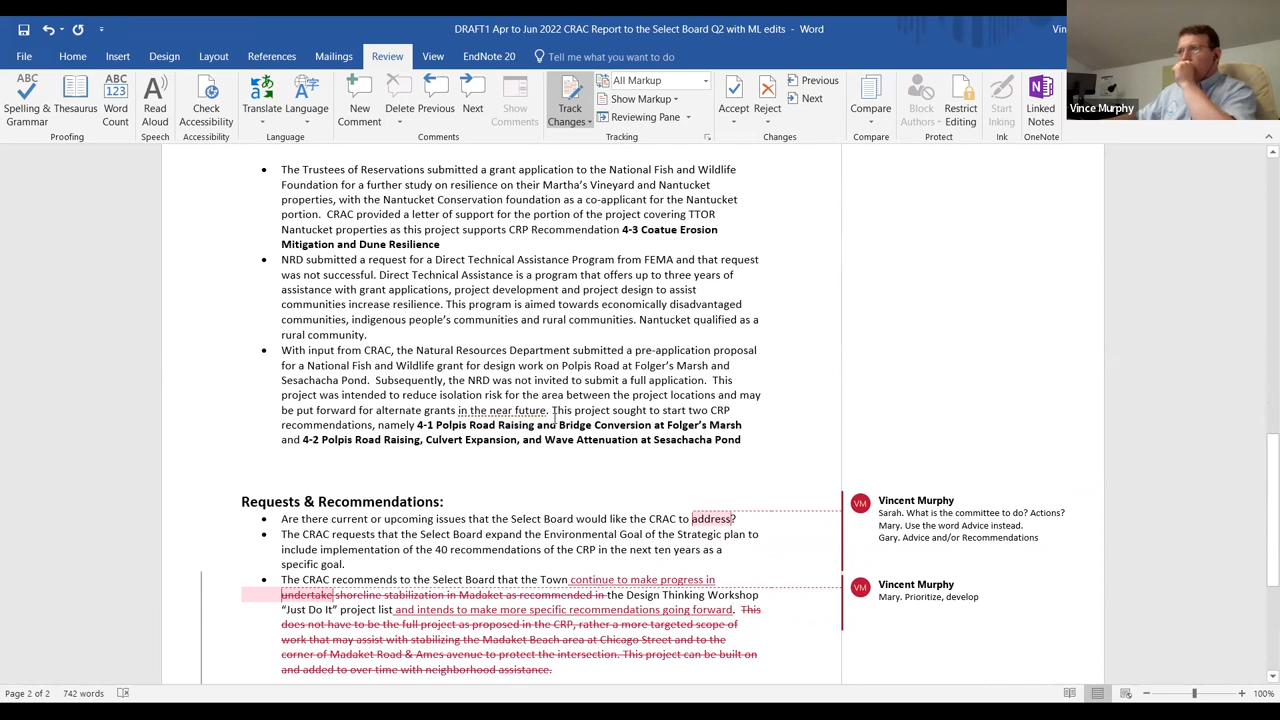 DRAFT1 Apr to Jun 2022 CRAC Report to the Select Board Q2 with ML edits - Word
Vin
File Home Insert Design Layout References Mailings Review View EndNote 20 Tell me what you want to do
Spelling & Grammar
Thesaurus
Word Count
Proofing
Read Aloud
Speech
Check Accessibility
Accessibility
Translate
Language
Language
New Comment
Delete
Previous
Next
Show Comments
Comments
Track Changes
All Markup
Show Markup
Reviewing Pane
Tracking
Accept
Reject
Previous
Next
Changes
Compare
Compare
Block Authors
Restrict Editing
Protect
Start Inking
Ink
Linked Notes
OneNote
Vince Murphy
• The Trustees of Reservations submitted a grant application to the National Fish and Wildlife
Foundation for a further study on resilience on their Martha's Vineyard and Nantucket
properties, with the Nantucket Conservation foundation as a co-applicant for the Nantucket
portion. CRAC provided a letter of support for the portion of the project covering TTOR
Nantucket properties as this project supports CRP Recommendation 4-3 Coatue Erosion
Mitigation and Dune Resilience
• NRD submitted a request for a Direct Technical Assistance Program from FEMA and that request
was not successful. Direct Technical Assistance is a program that offers up to three years of
assistance with grant applications, project development and project design to assist
communities increase resilience. This program is aimed towards economically disadvantaged
communities, indigenous people's communities and rural communities. Nantucket qualified as a
rural community.
• With input from CRAC, the Natural Resources Department submitted a pre-application proposal
for a National Fish and Wildlife grant for design work on Polpis Road at Folger's Marsh and
Sesachacha Pond. Subsequently, the NRD was not invited to submit a full application. This
project was intended to reduce isolation risk for the area between the project locations and may
be put forward for alternate grants in the near future. This project sought to start two CRP
recommendations, namely 4-1 Polpis Road Raising and Bridge Conversion at Folger's Marsh
and 4-2 Polpis Road Raising, Culvert Expansion, and Wave Attenuation at Sesachacha Pond
Requests & Recommendations:
• Are there current or upcoming issues that the Select Board would like the CRAC to address?
• The CRAC requests that the Select Board expand the Environmental Goal of the Strategic plan to
include implementation of the 40 recommendations of the CRP in the next ten years as a
specific goal.
• The CRAC recommends to the Select Board that the Town continue to make progress in
undertake shoreline stabilization in Madaket as recommended in the Design Thinking Workshop
"Just Do It" project list and intends to make more specific recommendations going forward. This
does not have to be the full project as proposed in the CRP, rather a more targeted scope of
work that may assist with stabilizing the Madaket Beach area at Chicago Street and to the
corner of Madaket Road & Ames avenue to protect the intersection. This project can be built on
and added to over time with neighborhood assistance.
VM Vincent Murphy
Sarah. What is the committee to do? Actions?
Mary. Use the word Advice instead.
Gary. Advice and/or Recommendations
VM Vincent Murphy
Mary. Prioritize, develop
Page 2 of 2 742 words
100%